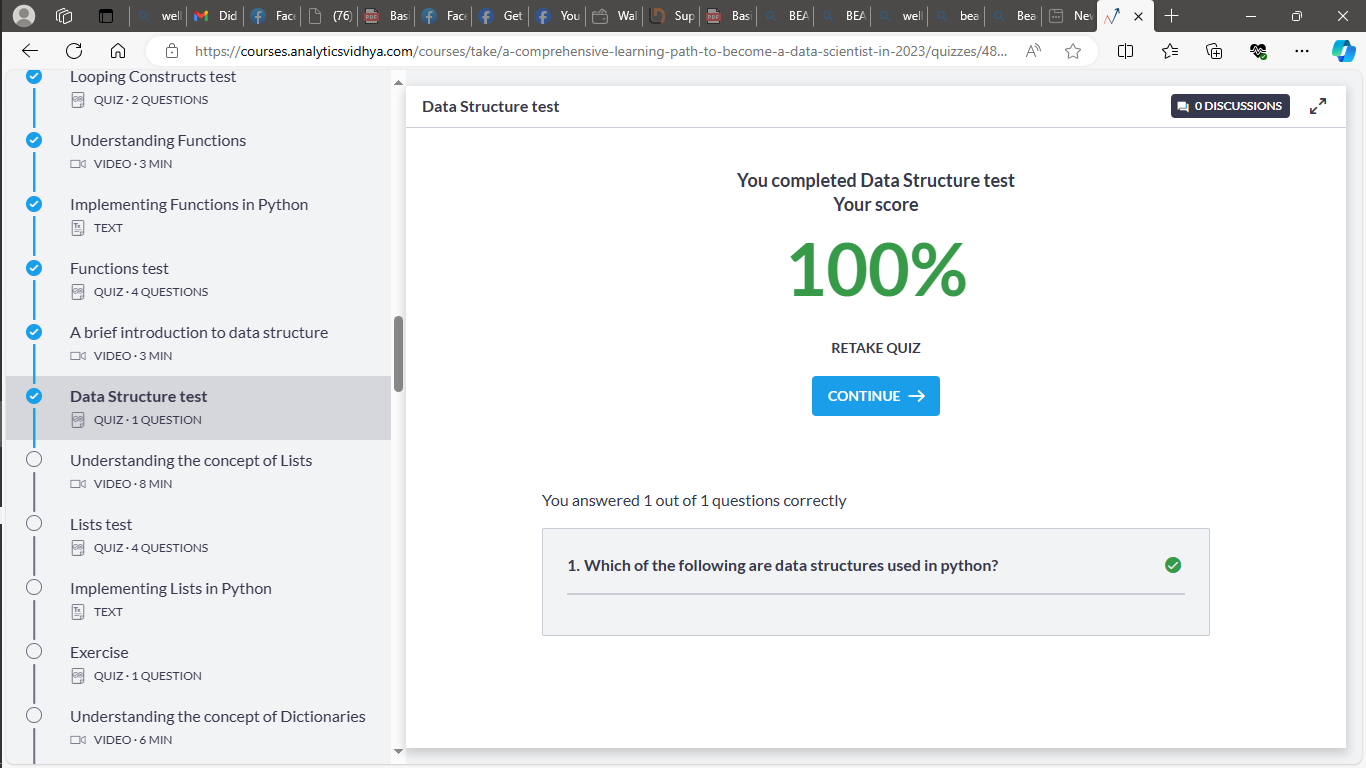 well
Did
Face
(76)
Basi
Face
Get
You
Wal
Sup
Basi
BEA
BEA
well
bea
Bea
New
https://courses.analyticsvidhya.com/courses/take/a-comprehensive-learning-path-to-become-a-data-scientist-in-2023/quizzes/48...
Looping Constructs test
QUIZ · 2 QUESTIONS
Understanding Functions
VIDEO · 3 MIN
Implementing Functions in Python
TEXT
Functions test
QUIZ · 4 QUESTIONS
A brief introduction to data structure
VIDEO · 3 MIN
Data Structure test
QUIZ · 1 QUESTION
Understanding the concept of Lists
VIDEO · 8 MIN
Lists test
QUIZ · 4 QUESTIONS
Implementing Lists in Python
TEXT
Exercise
QUIZ · 1 QUESTION
Understanding the concept of Dictionaries
VIDEO · 6 MIN
Data Structure test
0 DISCUSSIONS
You completed Data Structure test
Your score
100%
RETAKE QUIZ
CONTINUE →
You answered 1 out of 1 questions correctly
1. Which of the following are data structures used in python?